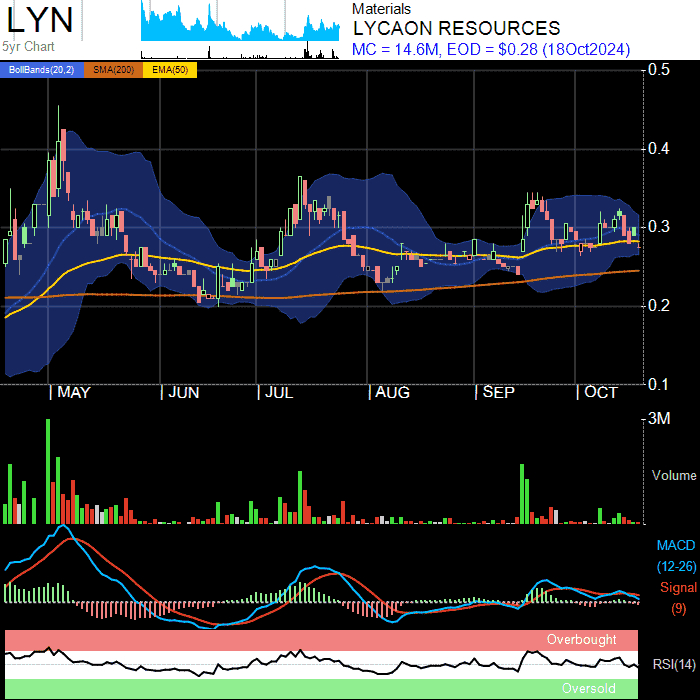 LYN
5yr Chart
Materials
LYCAON RESOURCES
MC = 14.6M, EOD = $0.28 (18Oct2024)
BollBands(20,2) SMA(200) EMA(50)
0.5
0.4
0.3
0.2
0.1
MAY JUN JUL AUG SEP OCT
3M
Volume
MACD
(12-26)
Signal
(9)
Overbought
RSI(14)
Oversold